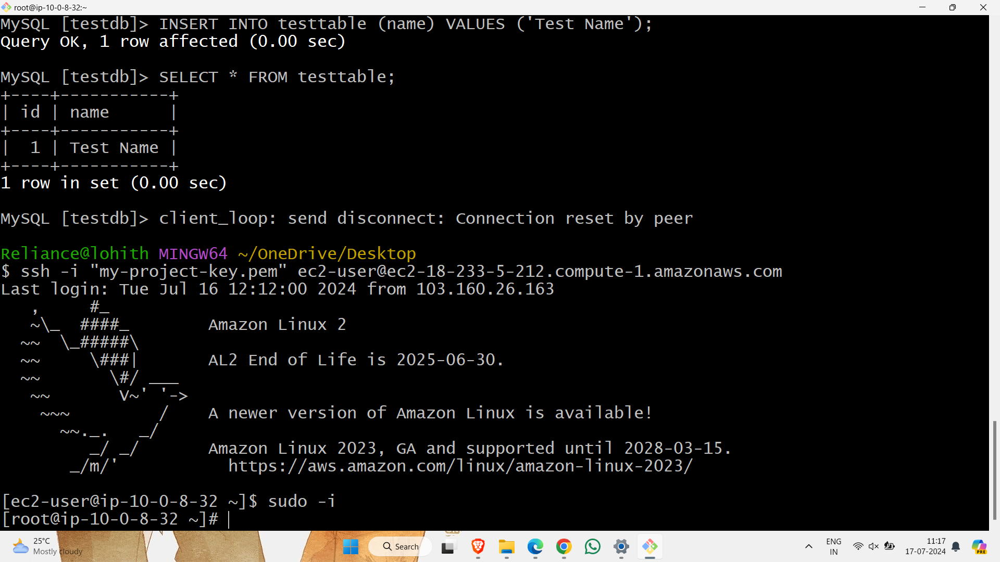 root@ip-10-0-8-32:~
MySQL [testdb]> INSERT INTO testtable (name) VALUES ('Test Name');
Query OK, 1 row affected (0.00 sec)
MySQL [testdb]> SELECT * FROM testtable;
+----+-----------+
| id | name      |
+----+-----------+
|  1 | Test Name |
+----+-----------+
1 row in set (0.00 sec)
MySQL [testdb]> client_loop: send disconnect: Connection reset by peer
Reliance@lohith MINGW64 ~/OneDrive/Desktop
$ ssh -i "my-project-key.pem" ec2-user@ec2-18-233-5-212.compute-1.amazonaws.com
Last login: Tue Jul 16 12:12:00 2024 from 103.160.26.163
   ,     #_
   ~\_  ####_        Amazon Linux 2
  ~~  \_#####\
  ~~     \###|       AL2 End of Life is 2025-06-30.
  ~~       \#/ ___
   ~~       V~' '->
    ~~~         /    A newer version of Amazon Linux is available!
      ~~._.   _/
         _/ _/       Amazon Linux 2023, GA and supported until 2028-03-15.
       _/m/'           https://aws.amazon.com/linux/amazon-linux-2023/
[ec2-user@ip-10-0-8-32 ~]$ sudo -i
[root@ip-10-0-8-32 ~]#
25°C
Mostly cloudy
Search
ENG
IN
11:17
17-07-2024
PRE